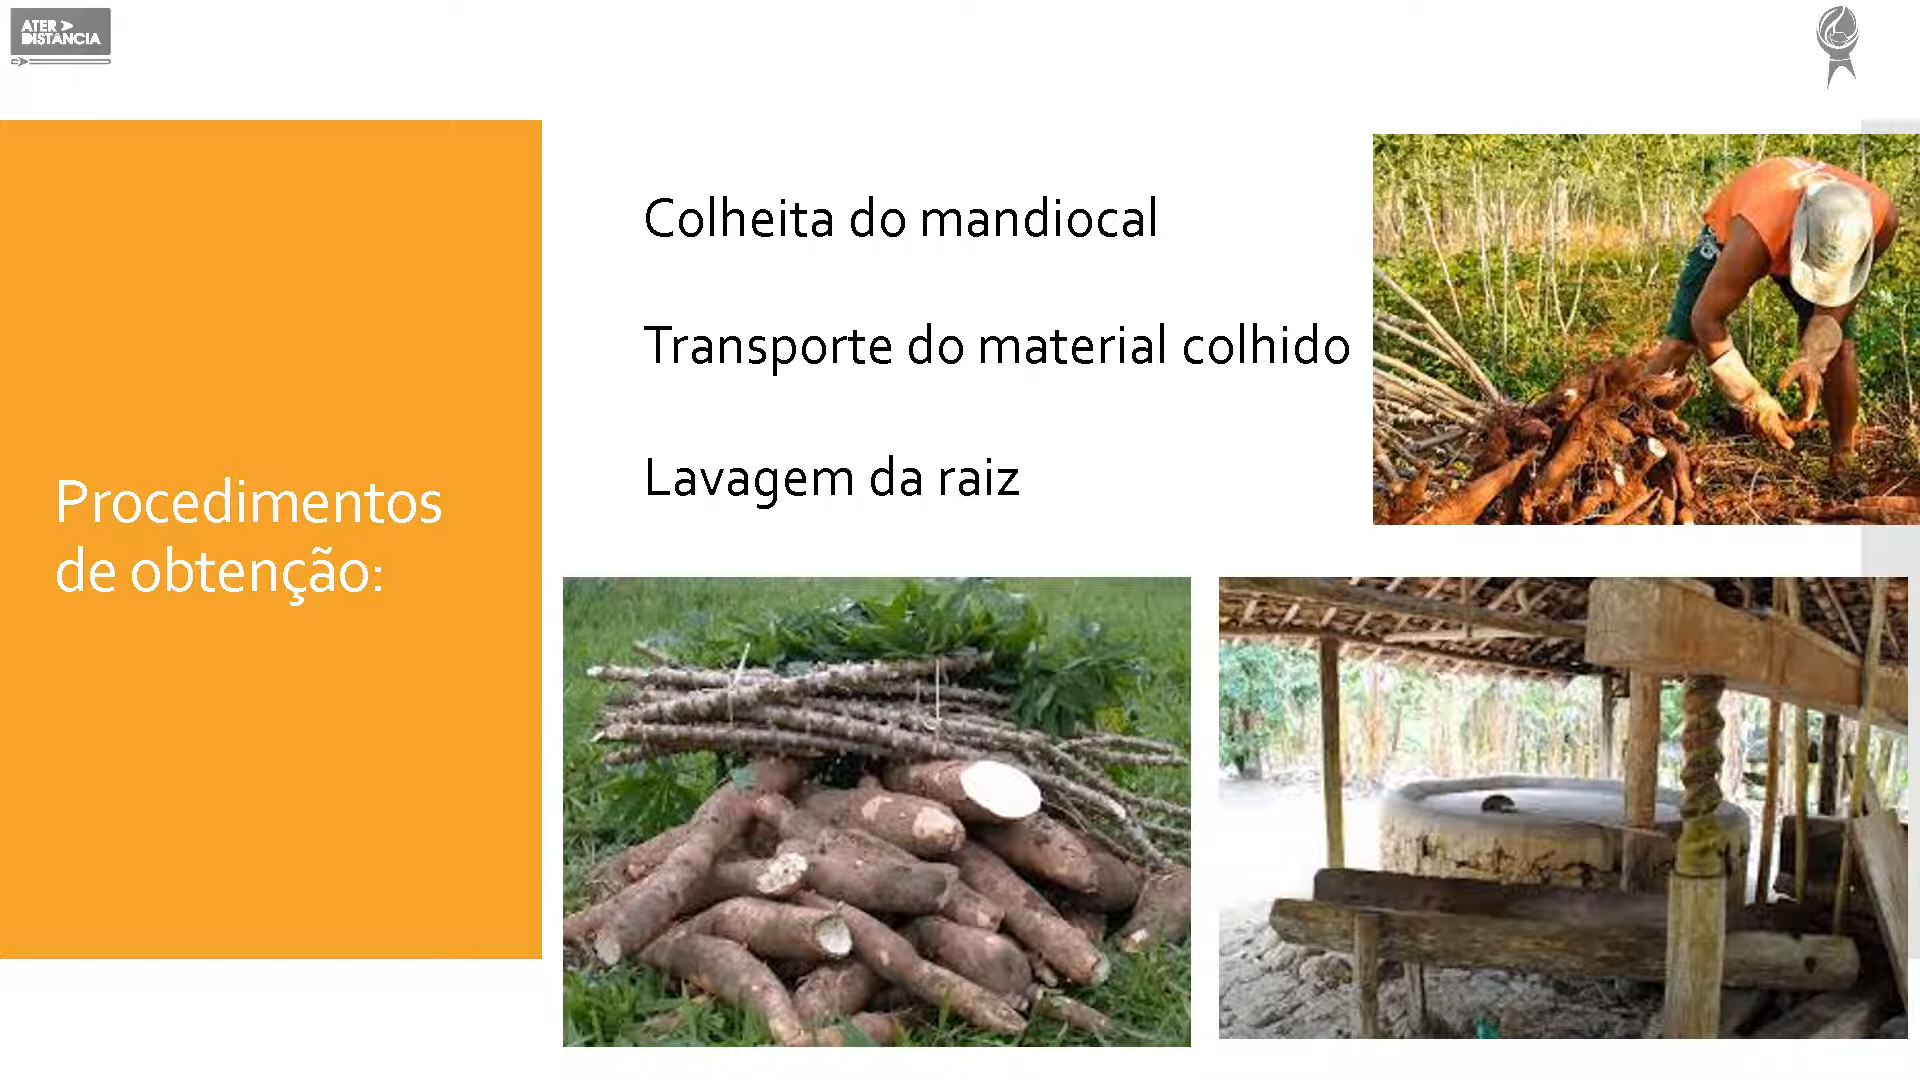 ATER A
DISTÂNCIA
Procedimentos
de obtenção:
Colheita do mandiocal
Transporte do material colhido
Lavagem da raiz